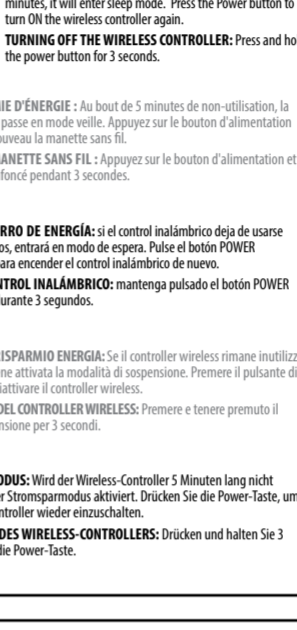 minutes, it will enter sleep mode. Press the Power button to
turn ON the wireless controller again.
TURNING OFF THE WIRELESS CONTROLLER: Press and ho
the power button for 3 seconds.
IE D'ÉNERGIE : Au bout de 5 minutes de non-utilisation, la
passe en mode veille. Appuyez sur le bouton d'alimentation
ouveau la manette sans fil.
ANETTE SANS FIL : Appuyez sur le bouton d'alimentation et
foncé pendant 3 secondes.
RRO DE ENERGÍA: si el control inalámbrico deja de usarse
os, entrará en modo de espera. Pulse el botón POWER
ara encender el control inalámbrico de nuevo.
NTROL INALÁMBRICO: mantenga pulsado el botón POWER
urante 3 segundos.
RISPARMIO ENERGIA: Se il controller wireless rimane inutilizz
ne attivata la modalità di sospensione. Premere il pulsante di
iattivare il controller wireless.
DEL CONTROLLER WIRELESS: Premere e tenere premuto il
nsione per 3 secondi.
ODUS: Wird der Wireless-Controller 5 Minuten lang nicht
er Stromsparmodus aktiviert. Drücken Sie die Power-Taste, um
ntroller wieder einzuschalten.
DES WIRELESS-CONTROLLERS: Drücken und halten Sie 3
die Power-Taste.